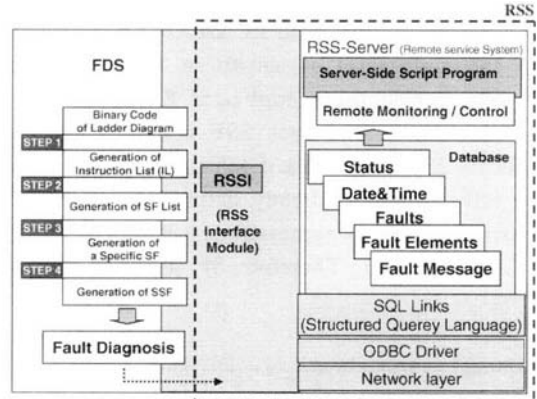 RSS
FDS
Binary Code
of Ladder Diagram
STEP 1
Generation of
Instruction List (IL)
STEP 2
Generation of SF List
STEP 3
Generation of
a Specific SF
STEP 4
Generation of SSF
Fault Diagnosis
RSSI
(RSS
Interface
Module)
RSS-Server (Remote service System)
Server-Side Script Program
Remote Monitoring / Control
Database
Status
Date&Time
Faults
Fault Elements
Fault Message
SQL Links
(Structured Querey Language)
ODBC Driver
Network layer